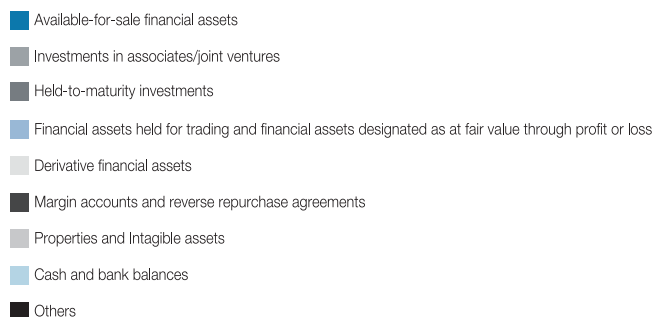 Available-for-sale financial assets
Investments in associates/joint ventures
Held-to-maturity investments
Financial assets held for trading and financial assets designated as at fair value through profit or loss
Derivative financial assets
Margin accounts and reverse repurchase agreements
Properties and Intagible assets
Cash and bank balances
Others